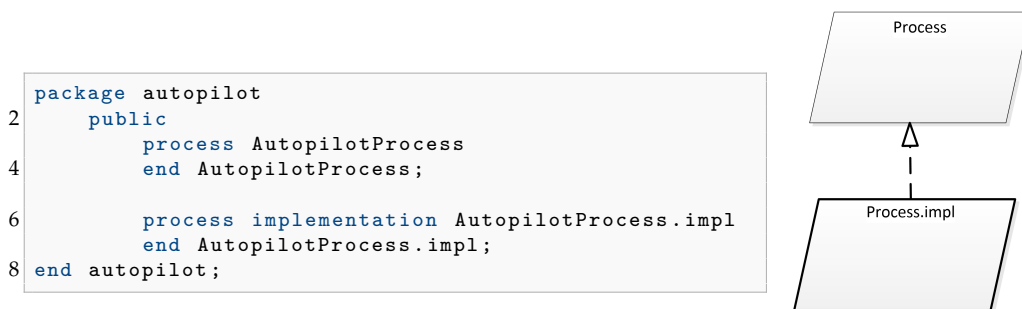 package autopilot
2 public
process AutopilotProcess
4 end AutopilotProcess;
6 process implementation AutopilotProcess.impl
end AutopilotProcess.impl;
8 end autopilot;
Process
Process.impl